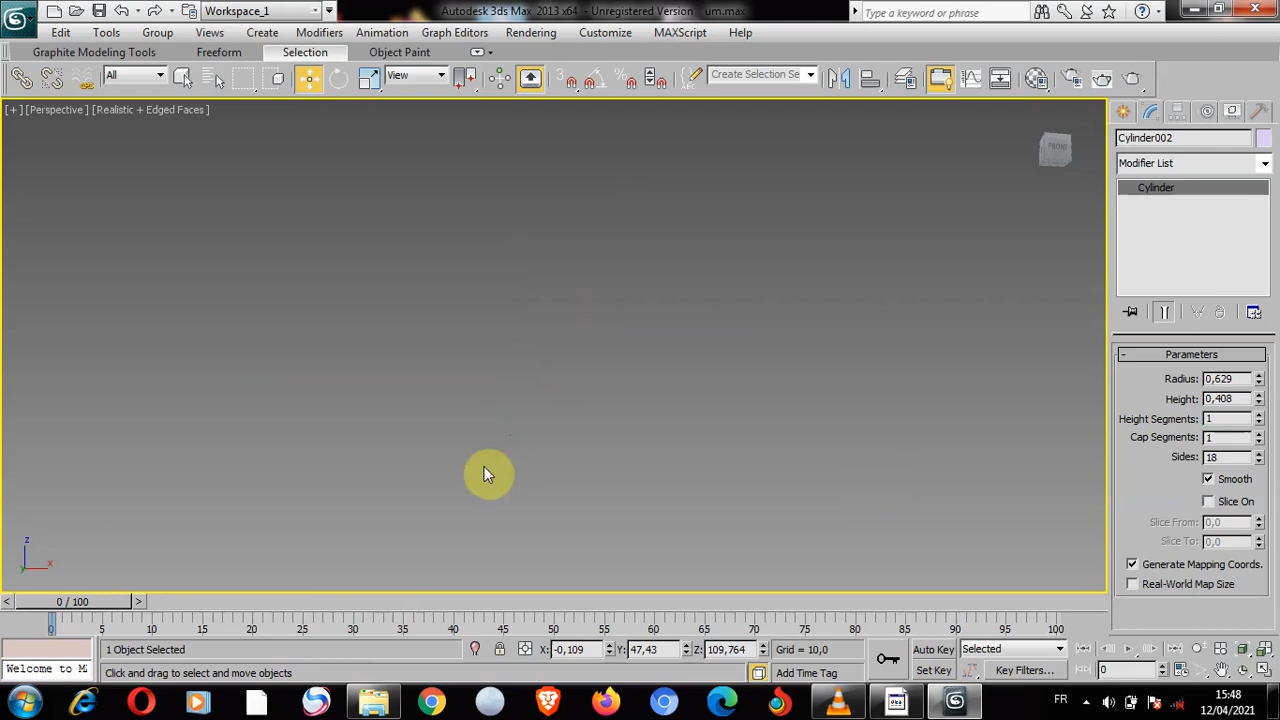 Workspace_1
Autodesk 3ds Max 2013 x64 - Unregistered Version um.max
Type a keyword or phrase
Edit Tools Group Views Create Modifiers Animation Graph Editors Rendering Customize MAXScript Help
Graphite Modeling Tools Freeform Selection Object Paint
All View Create Selection Se
[+] [Perspective] [Realistic + Edged Faces]
FRONT
Cylinder002
Modifier List
Cylinder
- Parameters
Radius: 0,629
Height: 0,408
Height Segments: 1
Cap Segments: 1
Sides: 18
Smooth
Slice On
Slice From: 0,0
Slice To: 0,0
Generate Mapping Coords.
Real-World Map Size
z
x
y
< 0 / 100 >
0 5 10 15 20 25 30 35 40 45 50 55 60 65 70 75 80 85 90 95 100
1 Object Selected X: -0,109 Y: 47,43 Z: 109,764 Grid = 10,0 Auto Key Selected
Welcome to M Click and drag to select and move objects Add Time Tag Set Key Key Filters... 0
FR 15:48
12/04/2021